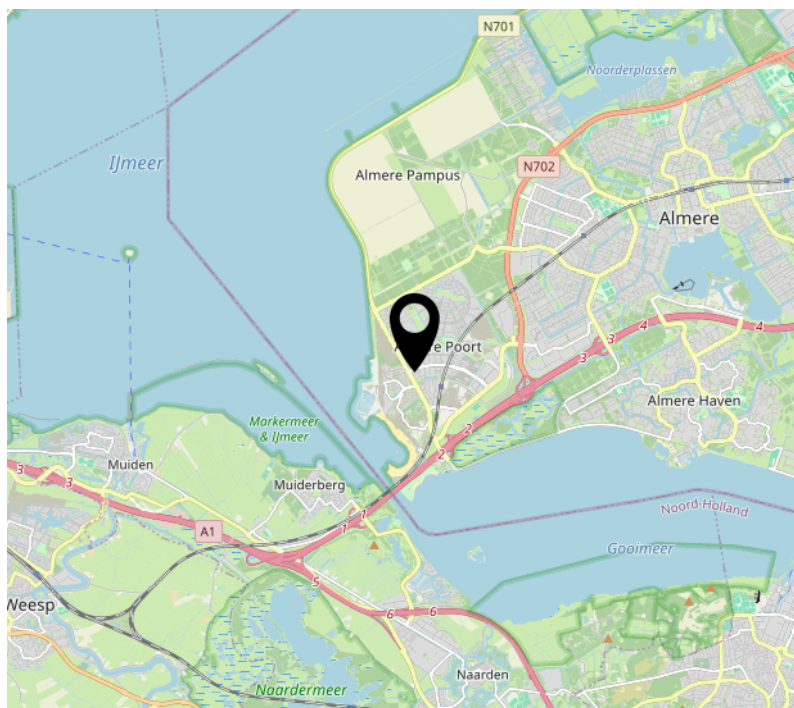 N701
Noorderplassen
IJmeer
Almere Pampus
N702
Almere
Almere Poort
3
4
4
3
2
2
Almere Haven
Markermeer
& IJmeer
Muiden
3
3
Muiderberg
1
1
Noord-Holland
A1
Gooimeer
5
6
6
Weesp
Naarden
Naardermeer